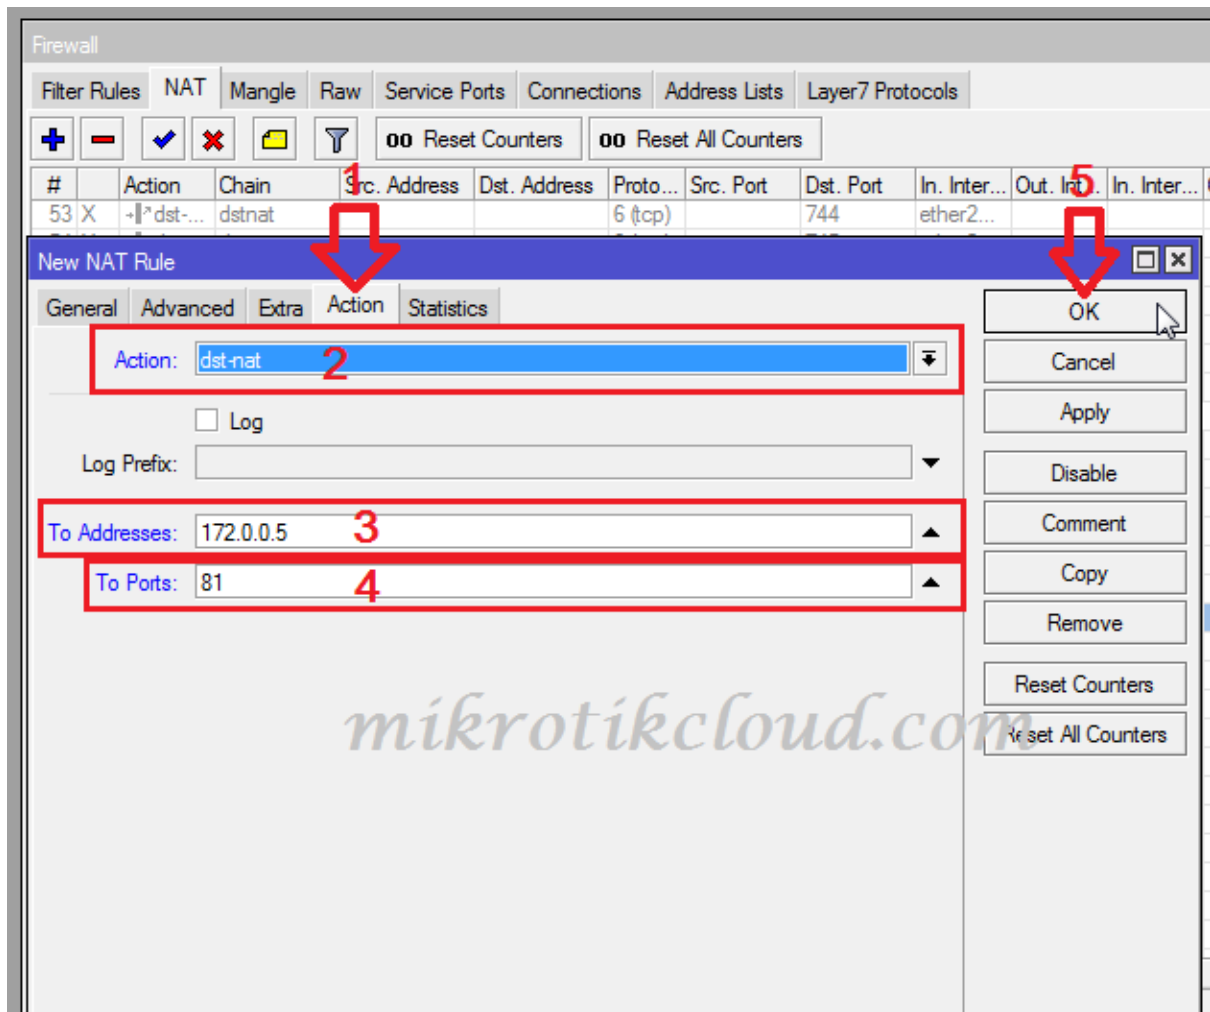 Firewall
Filter Rules NAT Mangle Raw Service Ports Connections Address Lists Layer7 Protocols
00 Reset Counters 00 Reset All Counters
# Action Chain Src. Address Dst. Address Proto... Src. Port Dst. Port In. Inter... Out. Int... In. Inter...
1 5
53 X dst-... dstnat 6 (tcp) 744 ether2...
New NAT Rule
General Advanced Extra Action Statistics
OK
Action: dst-nat 2
Cancel
Log
Apply
Log Prefix:
Disable
To Addresses: 172.0.0.5 3
Comment
To Ports: 81 4
Copy
Remove
Reset Counters
mikrotikcloud.com
Reset All Counters